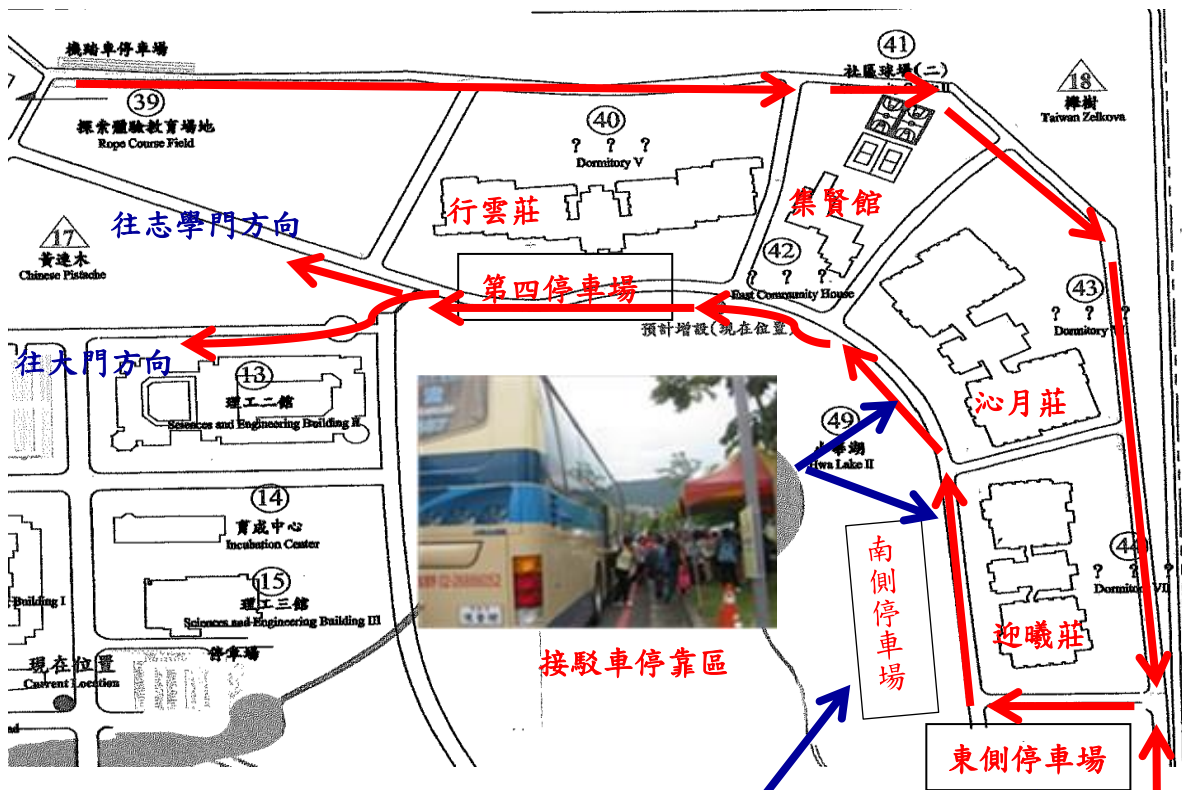 機踏車停車場
39
探索體驗教育場地
Rope Course Field
40
? ? ?
Dormitory V
行雲莊
41
社區球場(二)
18
櫸樹
Taiwan Zelkova
集賢館
42
? ? ?
East Community House
17
黃連木
Chinese Pistache
往志學門方向
第四停車場
預計增設(現在位置)
往大門方向
43
? ? ?
Dormitory
沁月莊
13
理工二館
Sciences and Engineering Building II
49
Hwa Lake II
14
育成中心
Incubation Center
15
理工三館
Sciences and Engineering Building III
停車場
Building I
現在位置
Current Location
接駁車停靠區
南側停車場
44
? ? ?
Dormitory VII
迎曦莊
東側停車場